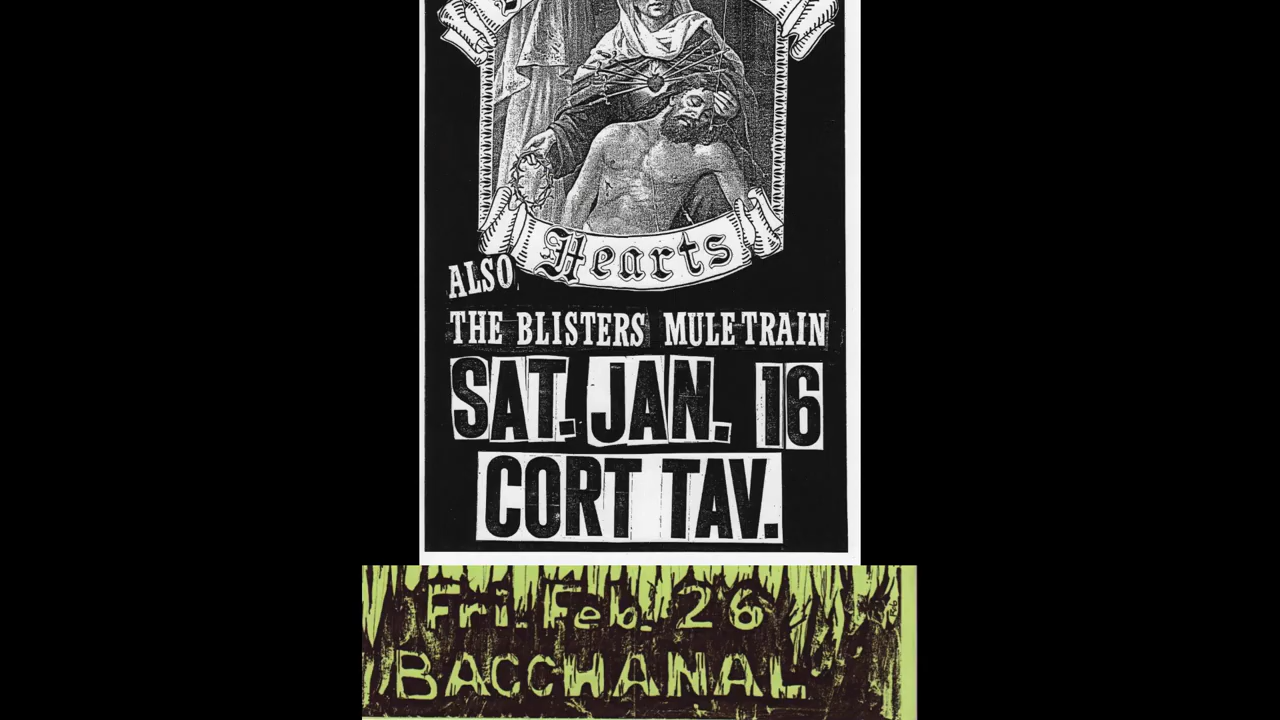 Hearts
ALSO
THE BLISTERS MULE TRAIN
SAT. JAN. 16
CORT TAV.
Fri. Feb. 26
BACCHANAL